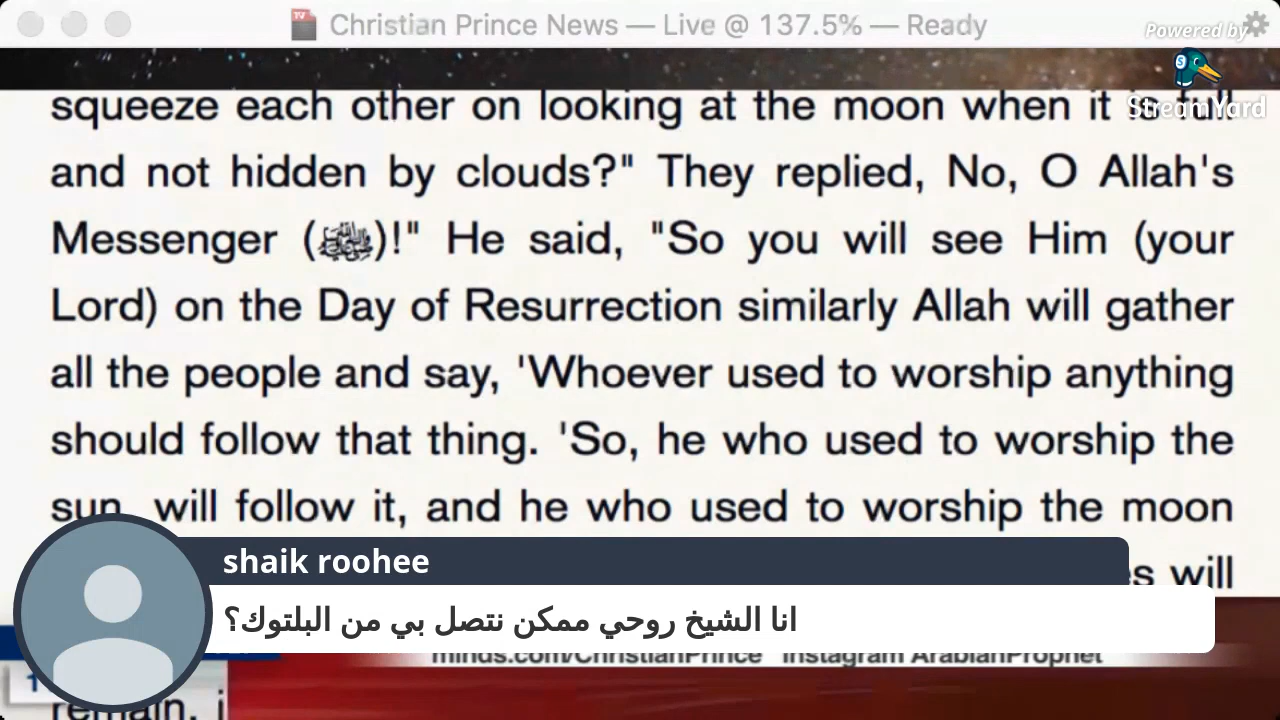 Christian Prince News — Live @ 137.5% — Ready
Powered by
StreamYard
squeeze each other on looking at the moon when it is full
and not hidden by clouds?" They replied, No, O Allah's
Messenger (ﷺ)!" He said, "So you will see Him (your
Lord) on the Day of Resurrection similarly Allah will gather
all the people and say, 'Whoever used to worship anything
should follow that thing. 'So, he who used to worship the
sun, will follow it, and he who used to worship the moon
will
shaik roohee
انا الشيخ روحي ممكن نتصل بي من البلتوك؟
minds.com/ChristianPrince Instagram ArabianProphet
remain, i